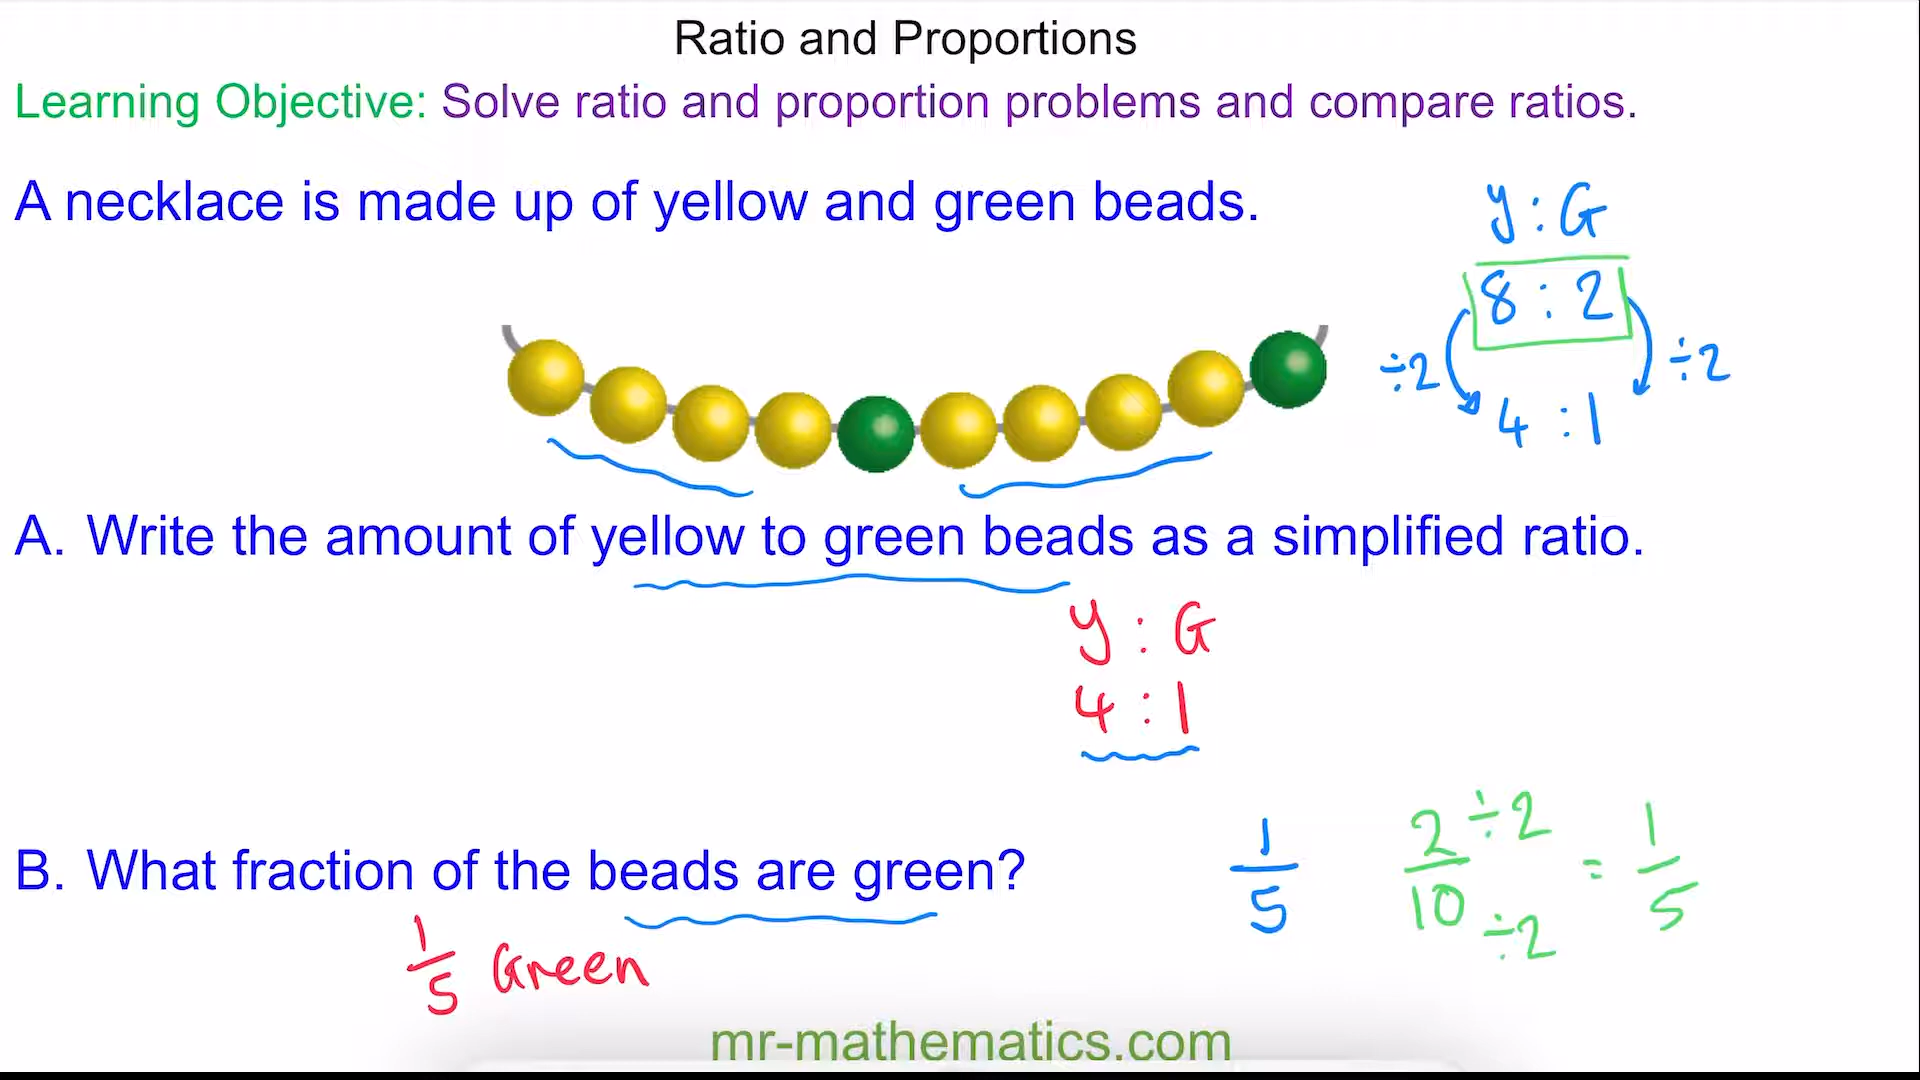 Ratio and Proportions
Learning Objective: Solve ratio and proportion problems and compare ratios.
A necklace is made up of yellow and green beads.
y : G
8 : 2
÷2 ÷2
4 : 1
A. Write the amount of yellow to green beads as a simplified ratio.
y : G
4 : 1
B. What fraction of the beads are green?
1/5 Green
1/5
2/10 ÷2 ÷2 = 1/5
mr-mathematics.com